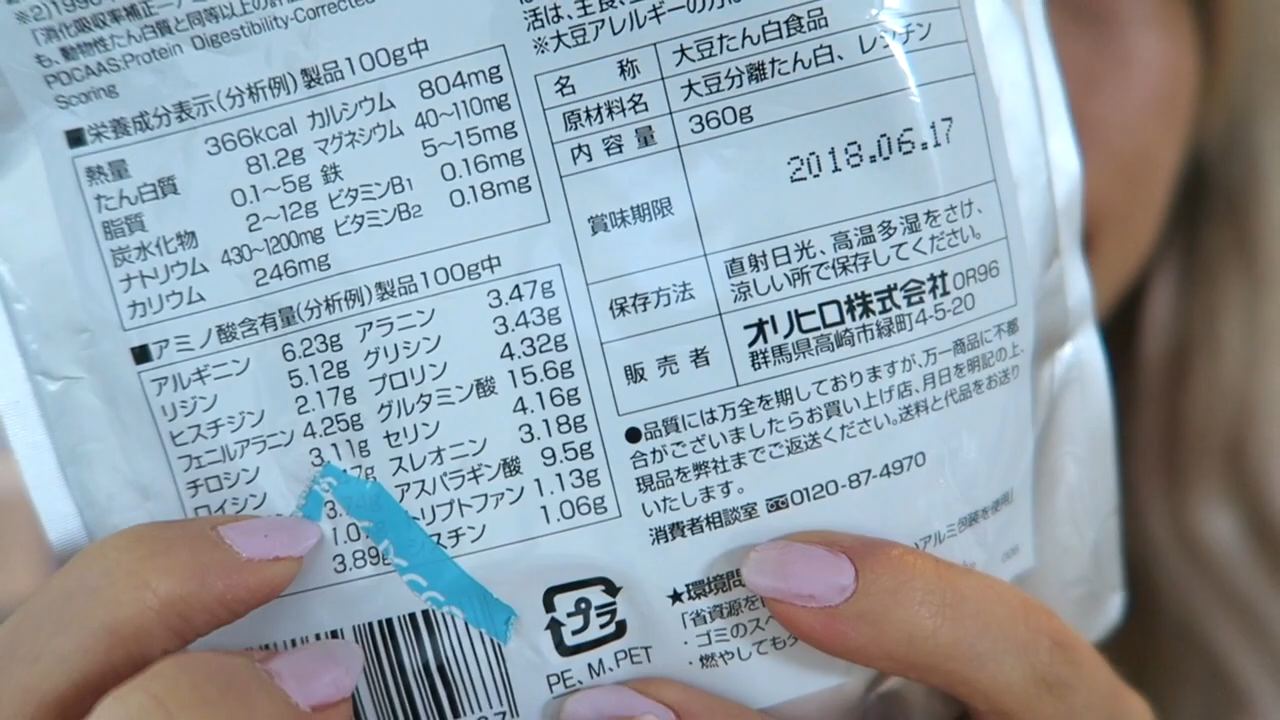 も、動物性たん白質と同等以上の
PDCAAS:Protein Digestibility-Corrected
Scoring
■栄養成分表示(分析例)製品100g中
熱量 366kcal カルシウム 804mg
たん白質 81.2g マグネシウム 40〜110mg
脂質 0.1〜5g 鉄 5〜15mg
炭水化物 2〜12g ビタミンB1 0.16mg
ナトリウム 430〜1200mg ビタミンB2 0.18mg
カリウム 246mg
■アミノ酸含有量(分析例)製品100g中
アルギニン 6.23g アラニン 3.47g
リジン 5.12g グリシン 3.43g
ヒスチジン 2.17g プロリン 4.32g
フェニルアラニン 4.25g グルタミン酸 15.6g
チロシン 3.11g セリン 4.16g
ロイシン スレオニン 3.18g
アスパラギン酸 9.5g
トリプトファン 1.13g
3.89g シスチン 1.06g
※大豆アレルギーの方は
名称 大豆たん白食品
原材料名 大豆分離たん白、レシチン
内容量 360g
賞味期限 2018.06.17
保存方法 直射日光、高温多湿をさけ、
涼しい所で保存してください。
販売者 オリヒロ株式会社 OR96
群馬県高崎市緑町4-5-20
●品質には万全を期しておりますが、万一商品に不都
合がございましたらお買い上げ店、月日を明記の上、
現品を弊社までご返送ください。送料と代品をお送り
いたします。
消費者相談室 0120-87-4970
アルミ包装を使用」
★環境問
「省資源を
・ゴミのスペ
・燃やしても
プラ
PE、M、PET